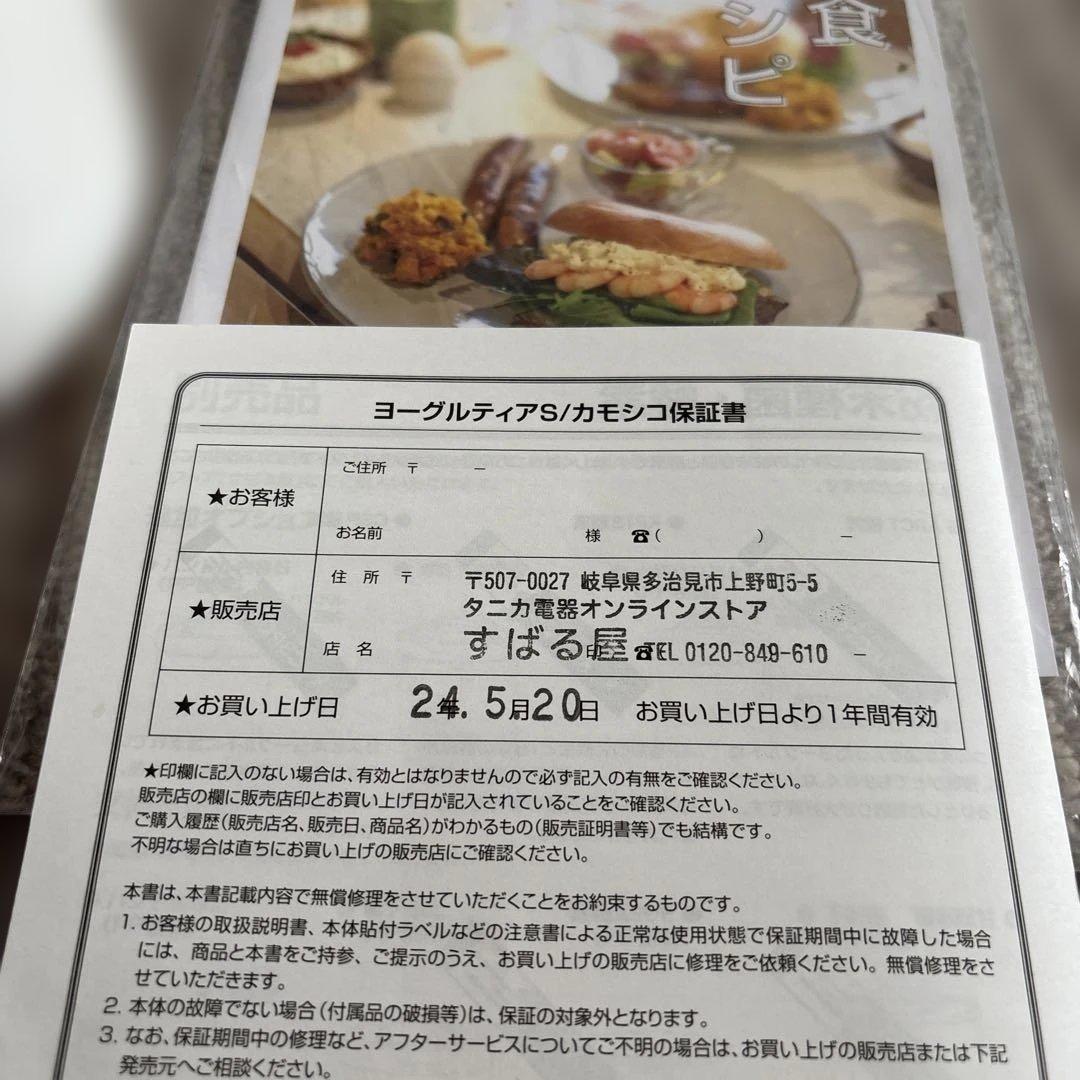 食
シピ
ヨーグルティアS/カモシコ保証書
★お客様
ご住所 〒 －
お名前 様 ☎( ) －
★販売店
住 所 〒
〒507-0027 岐阜県多治見市上野町5-5
タニカ電器オンラインストア
店 名 すばる屋 印 ☎ TEL 0120-849-610 －
★お買い上げ日 24年.5月20日 お買い上げ日より1年間有効
★印欄に記入のない場合は、有効とはなりませんので必ず記入の有無をご確認ください。
販売店の欄に販売店印とお買い上げ日が記入されていることをご確認ください。
ご購入履歴(販売店名、販売日、商品名)がわかるもの(販売証明書等)でも結構です。
不明な場合は直ちにお買い上げの販売店にご確認ください。
本書は、本書記載内容で無償修理をさせていただくことをお約束するものです。
1. お客様の取扱説明書、本体貼付ラベルなどの注意書による正常な使用状態で保証期間中に故障した場合
には、商品と本書をご持参、ご提示のうえ、お買い上げの販売店に修理をご依頼ください。無償修理をさ
せていただきます。
2. 本体の故障でない場合(付属品の破損等)は、保証の対象外となります。
3. なお、保証期間中の修理など、アフターサービスについてご不明の場合は、お買い上げの販売店または下記
発売元へご相談ください。